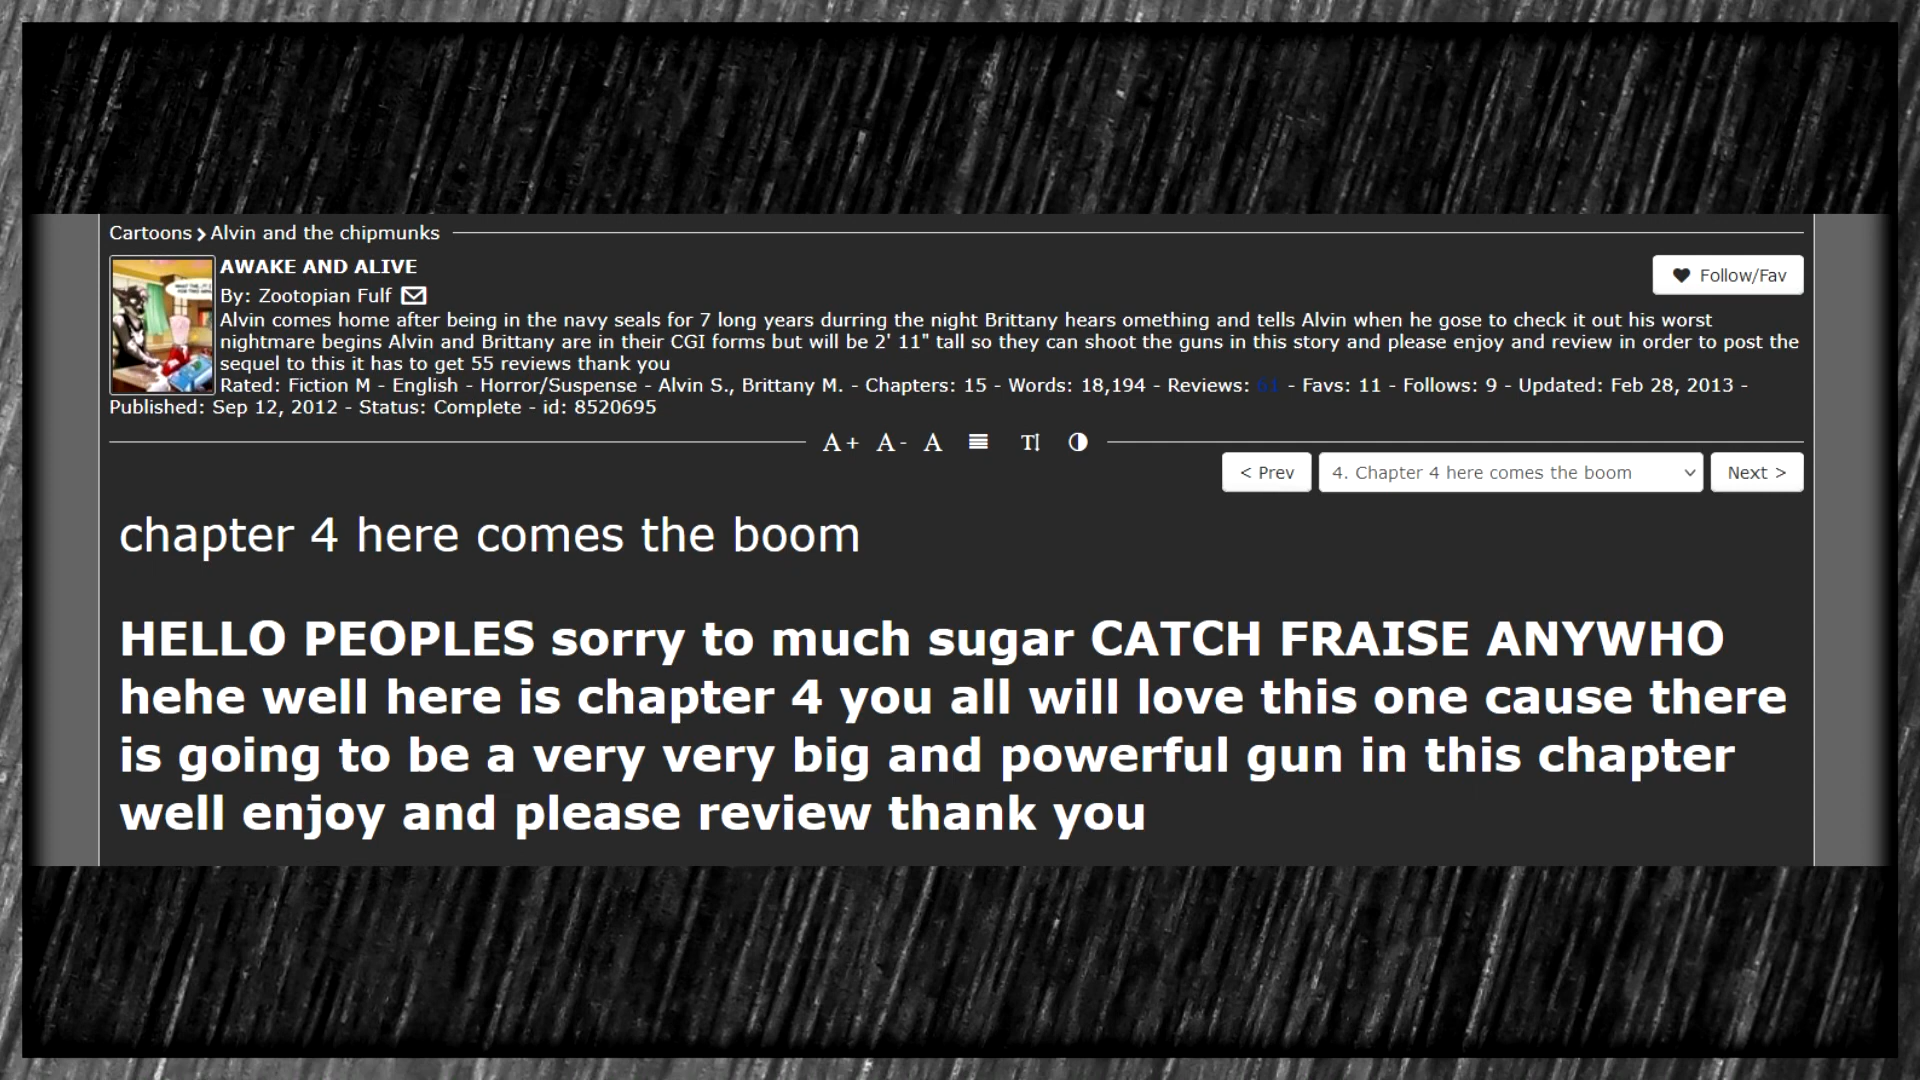 Cartoons > Alvin and the chipmunks
AWAKE AND ALIVE
Follow/Fav
By: Zootopian Fulf
Alvin comes home after being in the navy seals for 7 long years durring the night Brittany hears omething and tells Alvin when he gose to check it out his worst
nightmare begins Alvin and Brittany are in their CGI forms but will be 2' 11" tall so they can shoot the guns in this story and please enjoy and review in order to post the
sequel to this it has to get 55 reviews thank you
Rated: Fiction M - English - Horror/Suspense - Alvin S., Brittany M. - Chapters: 15 - Words: 18,194 - Reviews: 61 - Favs: 11 - Follows: 9 - Updated: Feb 28, 2013 -
Published: Sep 12, 2012 - Status: Complete - id: 8520695
A+ A- A
< Prev 4. Chapter 4 here comes the boom Next >
chapter 4 here comes the boom
HELLO PEOPLES sorry to much sugar CATCH FRAISE ANYWHO
hehe well here is chapter 4 you all will love this one cause there
is going to be a very very big and powerful gun in this chapter
well enjoy and please review thank you